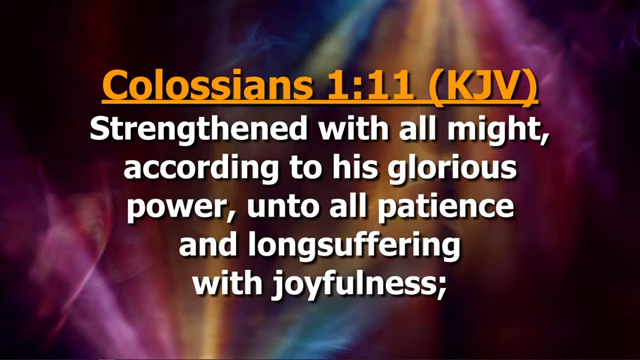 Colossians 1:11 (KJV)
Strengthened with all might,
according to his glorious
power, unto all patience
and longsuffering
with joyfulness;